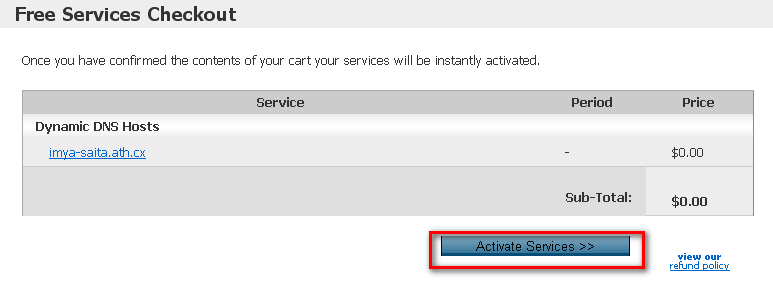 Free Services Checkout
Once you have confirmed the contents of your cart your services will be instantly activated.
Service Period Price
Dynamic DNS Hosts
imya-saita.ath.cx - $0.00
Sub-Total: $0.00
Activate Services >>
view our
refund policy